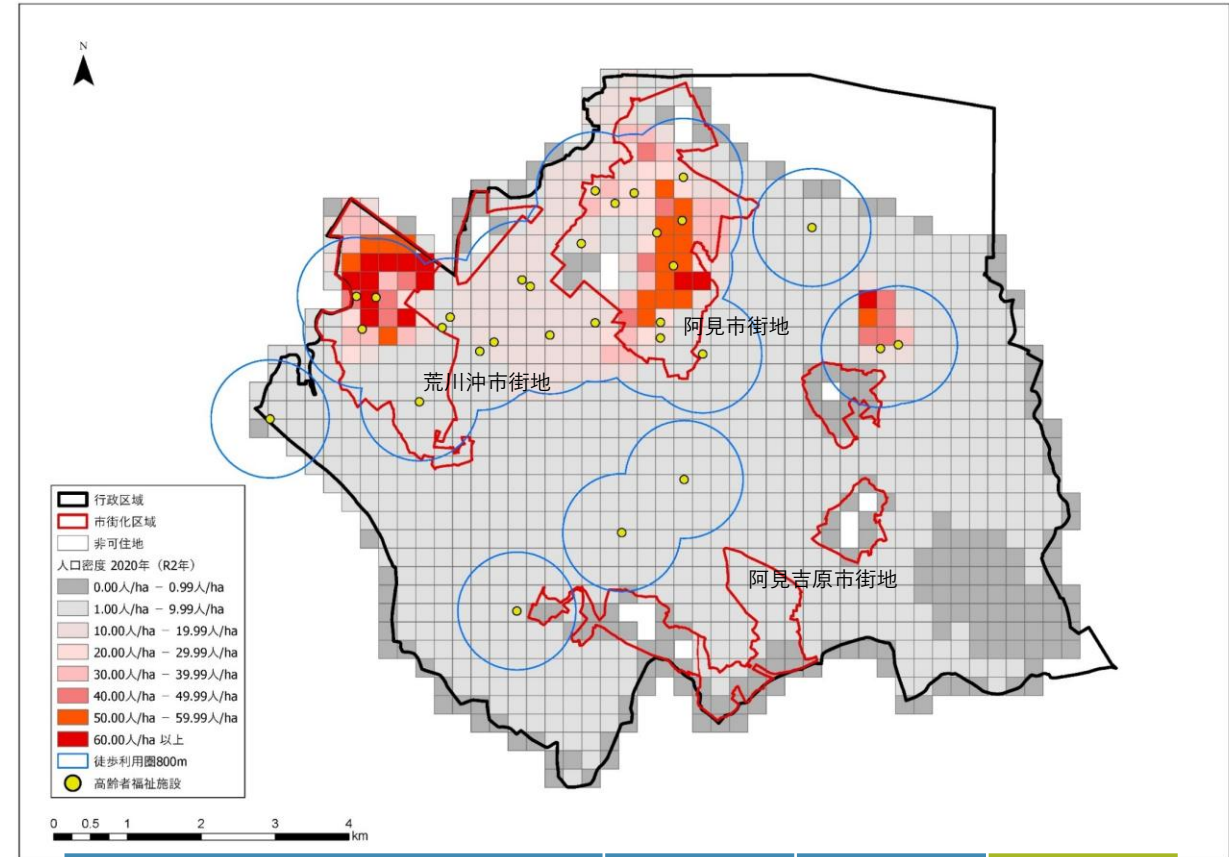 N
阿見市街地
荒川沖市街地
阿見吉原市街地
行政区域
市街化区域
非可住地
人口密度 2020年（R2年）
0.00人/ha － 0.99人/ha
1.00人/ha － 9.99人/ha
10.00人/ha － 19.99人/ha
20.00人/ha － 29.99人/ha
30.00人/ha － 39.99人/ha
40.00人/ha － 49.99人/ha
50.00人/ha － 59.99人/ha
60.00人/ha 以上
徒歩利用圏800m
高齢者福祉施設
0 0.5 1 2 3 4
km